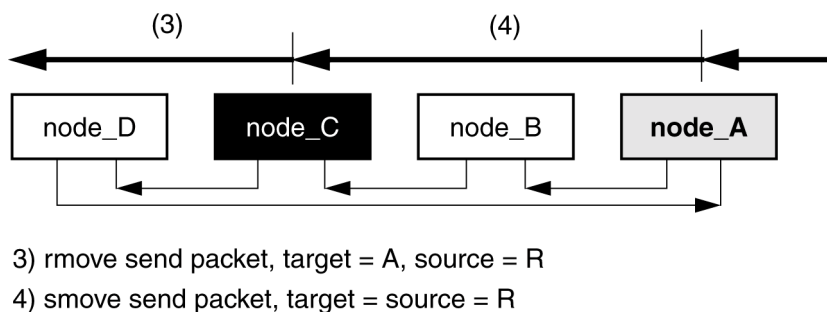 (3) (4)
node_D node_C node_B node_A
3) rmove send packet, target = A, source = R
4) smove send packet, target = source = R